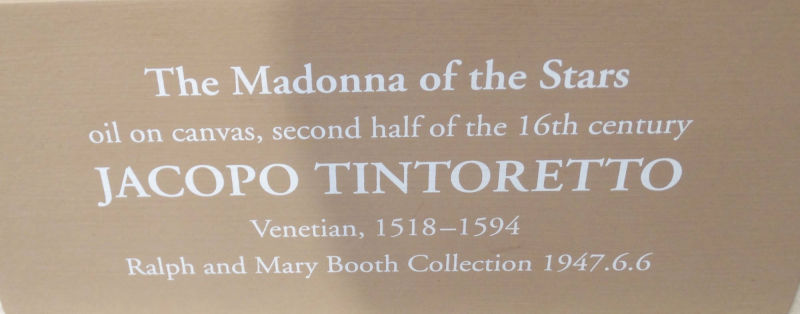 The Madonna of the Stars
oil on canvas, second half of the 16th century
JACOPO TINTORETTO
Venetian, 1518–1594
Ralph and Mary Booth Collection 1947.6.6